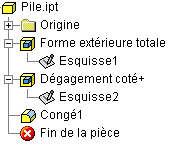 Pile.ipt
Origine
Forme extérieure totale
Esquisse1
Dégagement coté+
Esquisse2
Congé1
Fin de la pièce